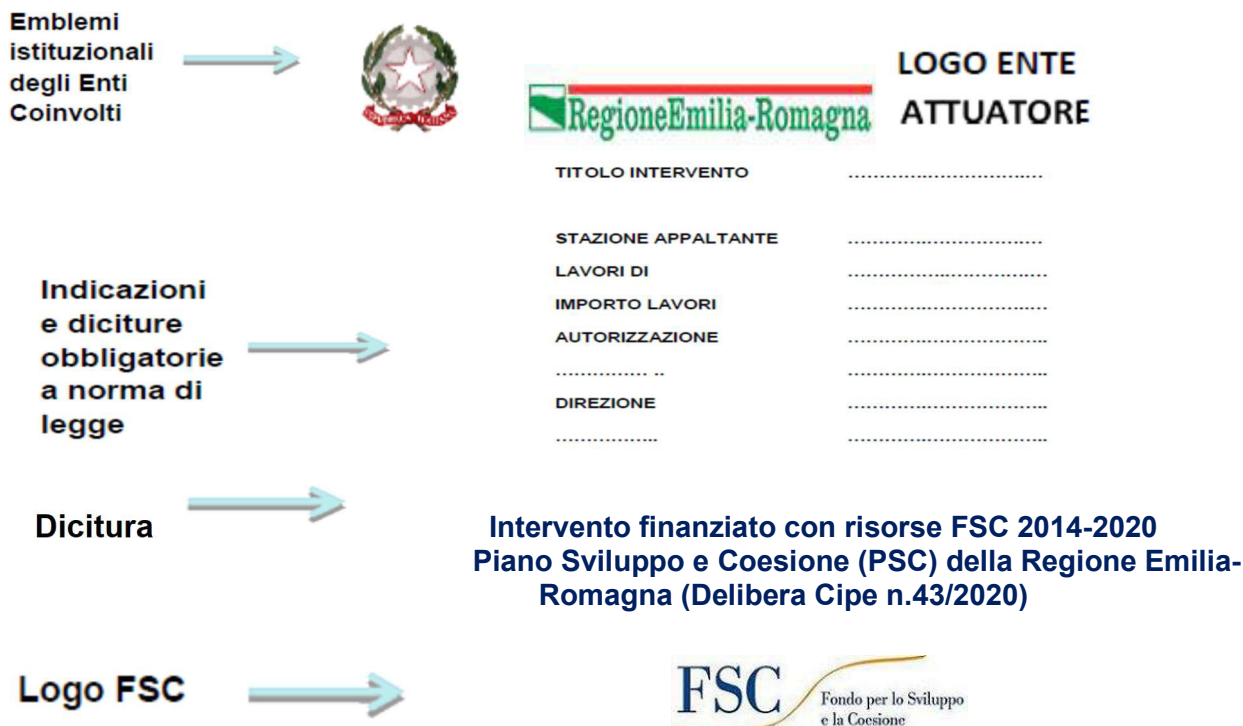 Emblemi
istituzionali
degli Enti
Coinvolti
REPVBBLICA ITALIANA
RegioneEmilia-Romagna
LOGO ENTE
ATTUATORE
TITOLO INTERVENTO ................................
STAZIONE APPALTANTE ................................
LAVORI DI .................................
IMPORTO LAVORI .................................
AUTORIZZAZIONE .................................
............... .. .................................
DIREZIONE .................................
................. .................................
Indicazioni
e diciture
obbligatorie
a norma di
legge
Dicitura
Intervento finanziato con risorse FSC 2014-2020
Piano Sviluppo e Coesione (PSC) della Regione Emilia-
Romagna (Delibera Cipe n.43/2020)
Logo FSC
FSC
Fondo per lo Sviluppo
e la Coesione